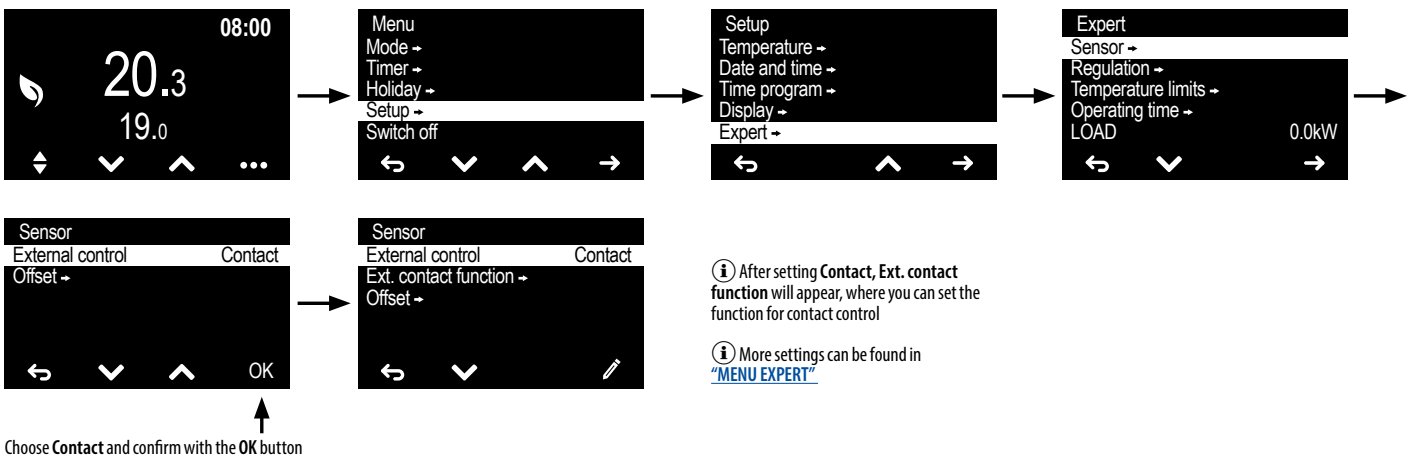 08:00
20.3
19.0
Menu
Mode
Timer
Holiday
Setup
Switch off
Setup
Temperature
Date and time
Time program
Display
Expert
Expert
Sensor
Regulation
Temperature limits
Operating time
LOAD 0.0kW
Sensor
External control Contact
Offset
OK
Choose Contact and confirm with the OK button
Sensor
External control Contact
Ext. contact function
Offset
i After setting Contact, Ext. contact
function will appear, where you can set the
function for contact control
i More settings can be found in
“MENU EXPERT”